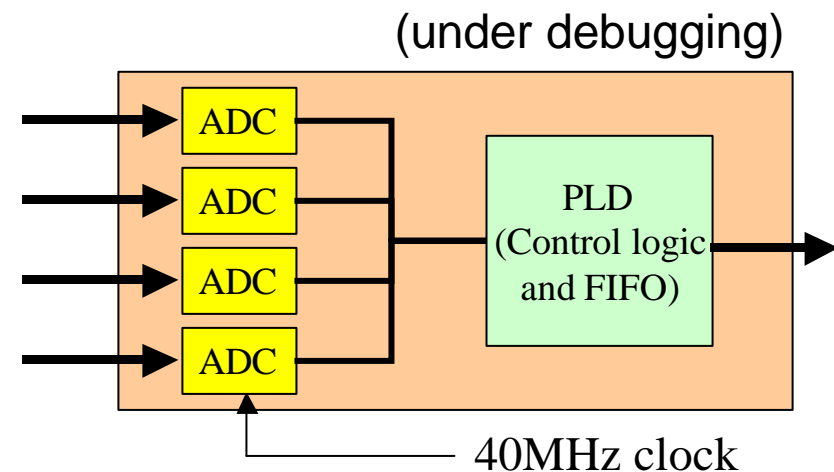 (under debugging)
ADC
ADC
ADC
ADC
PLD
(Control logic
and FIFO)
40MHz clock